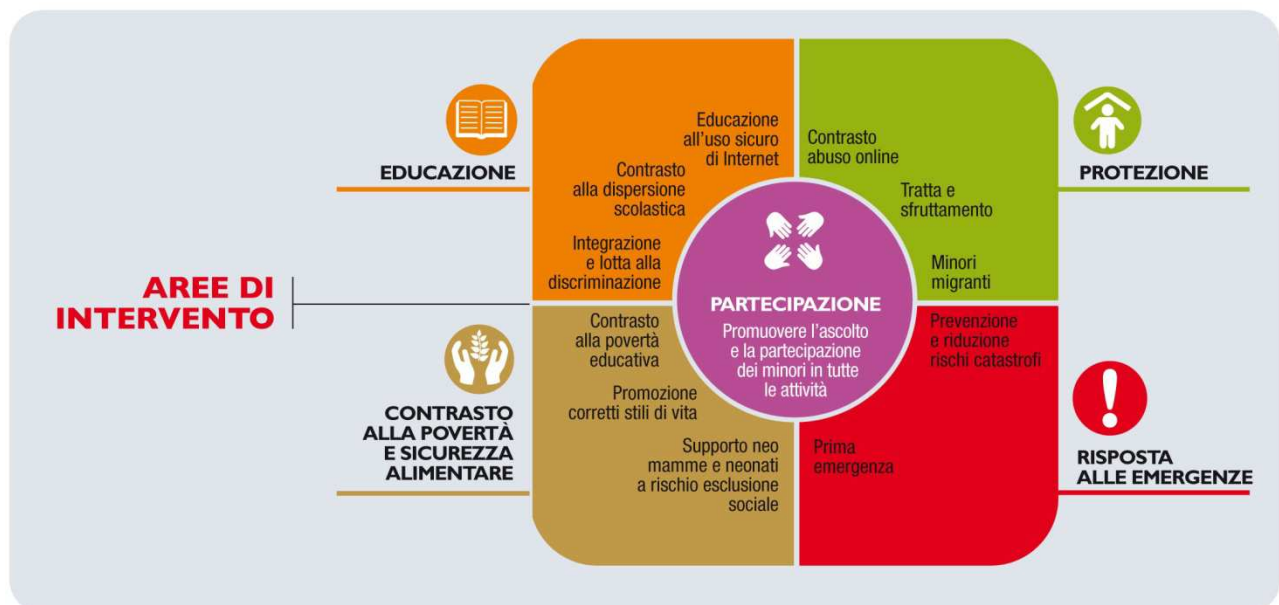 AREE DI
INTERVENTO
EDUCAZIONE
Educazione
all'uso sicuro
di Internet
Contrasto
alla dispersione
scolastica
Integrazione
e lotta alla
discriminazione
PROTEZIONE
Contrasto
abuso online
Tratta e
sfruttamento
Minori
migranti
PARTECIPAZIONE
Promuovere l'ascolto
e la partecipazione
dei minori in tutte
le attività
CONTRASTO
ALLA POVERTÀ
E SICUREZZA
ALIMENTARE
Contrasto
alla povertà
educativa
Promozione
corretti stili di vita
Supporto neo
mamme e neonati
a rischio esclusione
sociale
RISPOSTA
ALLE EMERGENZE
Prevenzione
e riduzione
rischi catastrofi
Prima
emergenza